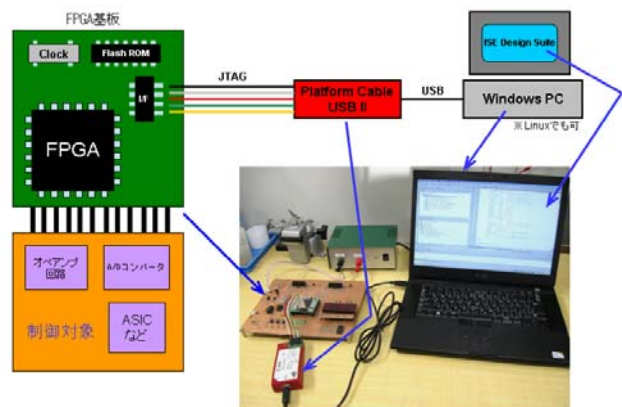 FPGA基板
Clock
Flash ROM
I/F
FPGA
JTAG
Platform Cable
USB II
USB
ISE Design Suite
Windows PC
※Linuxでも可
オペアンプ
回路
A/Dコンバータ
制御対象
ASIC
など